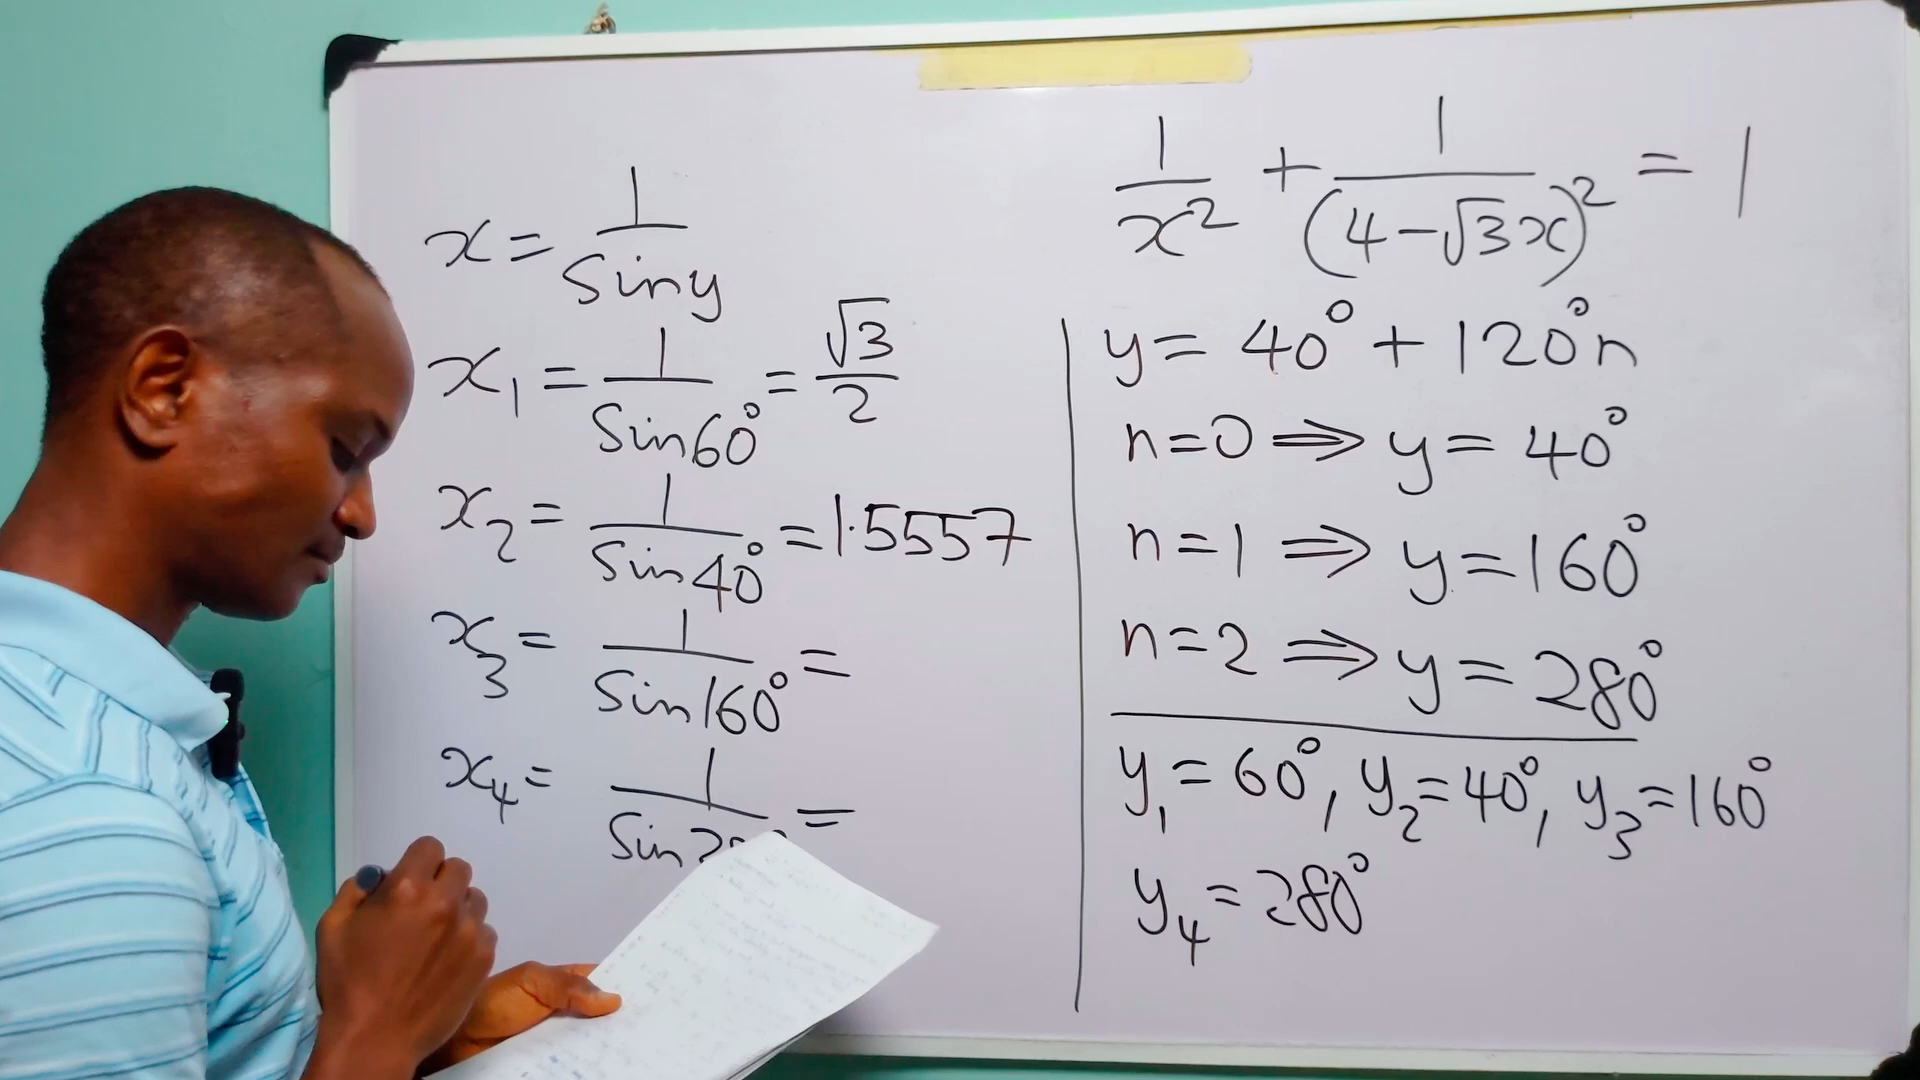 1/x² + 1/(4-√3x)² = 1
x = 1/Siny
x₁ = 1/Sin60° = √3/2
x₂ = 1/Sin40° = 1.5557
x₃ = 1/Sin160° =
x₄ = 1/Sin =
y = 40° + 120°n
n=0 ⟹ y = 40°
n=1 ⟹ y = 160°
n=2 ⟹ y = 280°
y₁ = 60°, y₂ = 40°, y₃ = 160°
y₄ = 280°